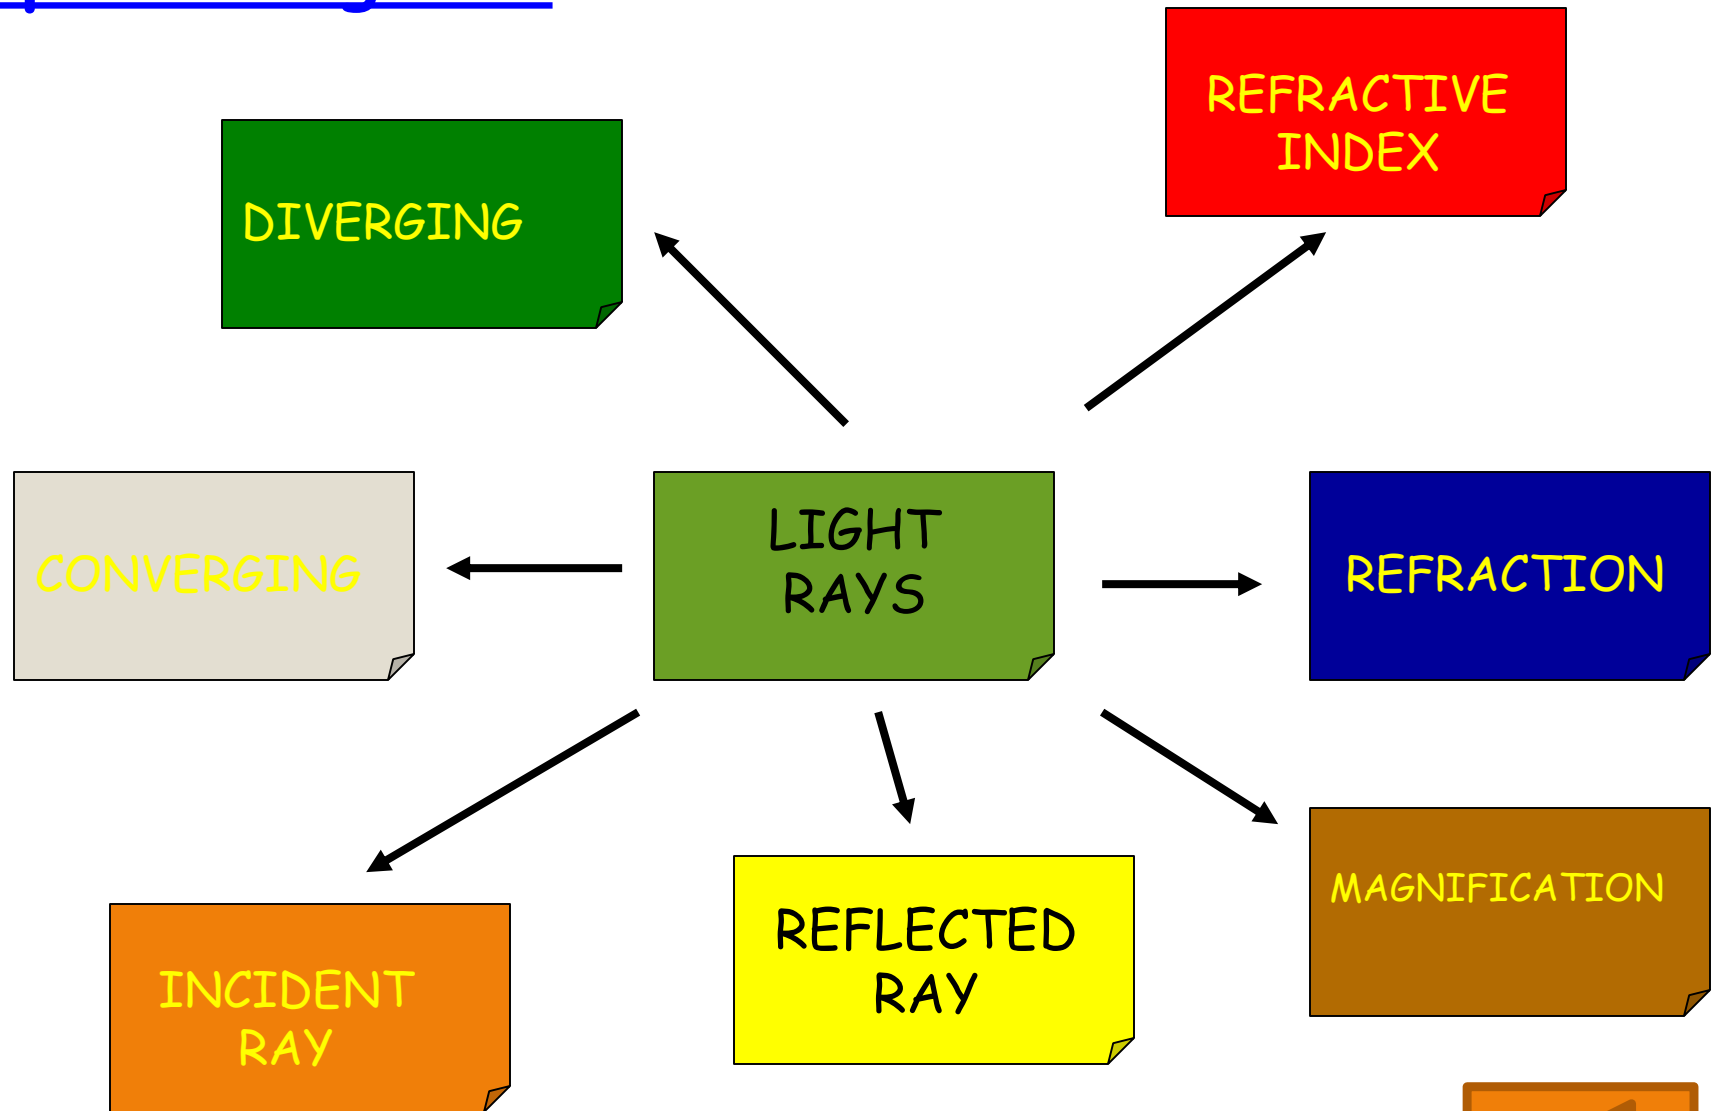 REFRACTIVE
INDEX
DIVERGING
LIGHT
RAYS
CONVERGING
REFRACTION
MAGNIFICATION
REFLECTED
RAY
INCIDENT
RAY